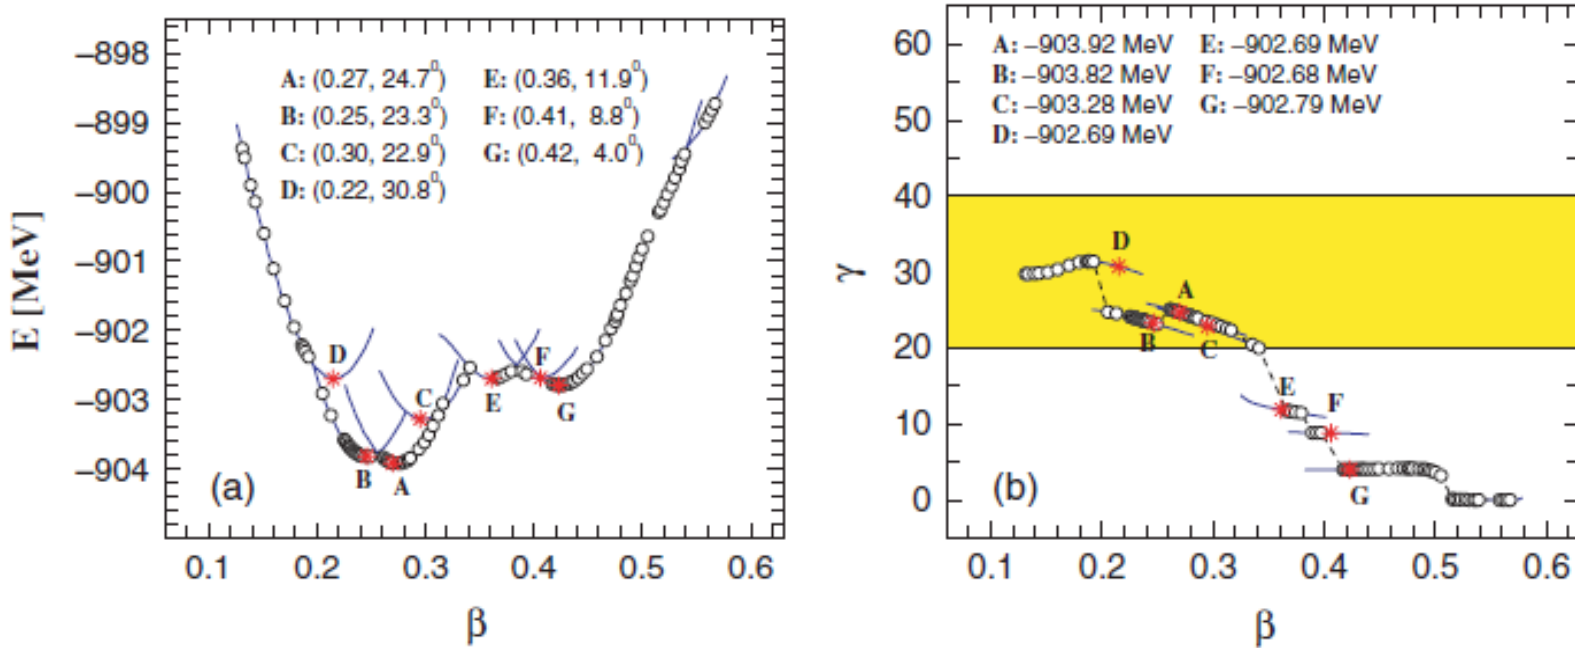 −898
−899
−900
−901
−902
−903
−904
E [MeV]
A: (0.27, 24.7⁰) E: (0.36, 11.9⁰)
B: (0.25, 23.3⁰) F: (0.41, 8.8⁰)
C: (0.30, 22.9⁰) G: (0.42, 4.0⁰)
D: (0.22, 30.8⁰)
D
C
B
A
E
F
G
(a)
0.1 0.2 0.3 0.4 0.5 0.6
β
60
50
40
30
20
10
0
γ
A: −903.92 MeV E: −902.69 MeV
B: −903.82 MeV F: −902.68 MeV
C: −903.28 MeV G: −902.79 MeV
D: −902.69 MeV
D
A
B
C
E
F
G
(b)
0.1 0.2 0.3 0.4 0.5 0.6
β